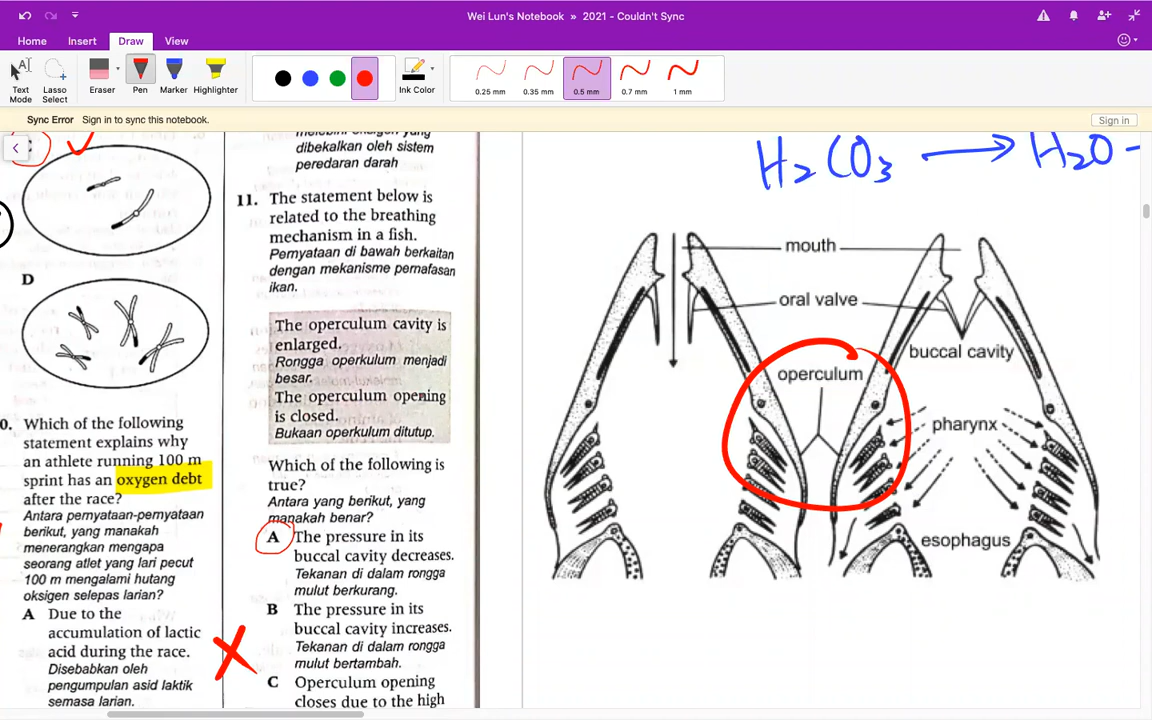 Wei Lun's Notebook » 2021 - Couldn't Sync
Home Insert Draw View
Text Mode
Lasso Select
Eraser
Pen
Marker
Highlighter
Ink Color
0.25 mm
0.35 mm
0.5 mm
0.7 mm
1 mm
Sync Error Sign in to sync this notebook.
Sign in
D
0. Which of the following
statement explains why
an athlete running 100 m
sprint has an oxygen debt
after the race?
Antara pernyataan-pernyataan
berikut, yang manakah
menerangkan mengapa
seorang atlet yang lari pecut
100 m mengalami hutang
oksigen selepas larian?
A Due to the
accumulation of lactic
acid during the race.
Disebabkan oleh
pengumpulan asid laktik
semasa larian.
dibekalkan oleh sistem
peredaran darah
11. The statement below is
related to the breathing
mechanism in a fish.
Pernyataan di bawah berkaitan
dengan mekanisme pernafasan
ikan.
The operculum cavity is
enlarged.
Rongga operkulum menjadi
besar.
The operculum opening
is closed.
Bukaan operkulum ditutup.
Which of the following is
true?
Antara yang berikut, yang
manakah benar?
A The pressure in its
buccal cavity decreases.
Tekanan di dalam rongga
mulut berkurang.
B The pressure in its
buccal cavity increases.
Tekanan di dalam rongga
mulut bertambah.
C Operculum opening
closes due to the high
H₂CO₃ → H₂O -
mouth
oral valve
buccal cavity
operculum
pharynx
esophagus